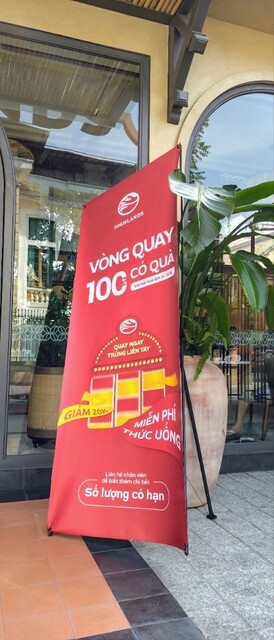 HIGHLANDS
VÒNG QUAY
100% CÓ QUÀ
QUAY NGAY
TRÚNG LIỀN TAY
GIẢM 20%
MIỄN PHÍ
THỨC UỐNG
Liên hệ nhân viên
để biết thêm chi tiết
Số lượng có hạn